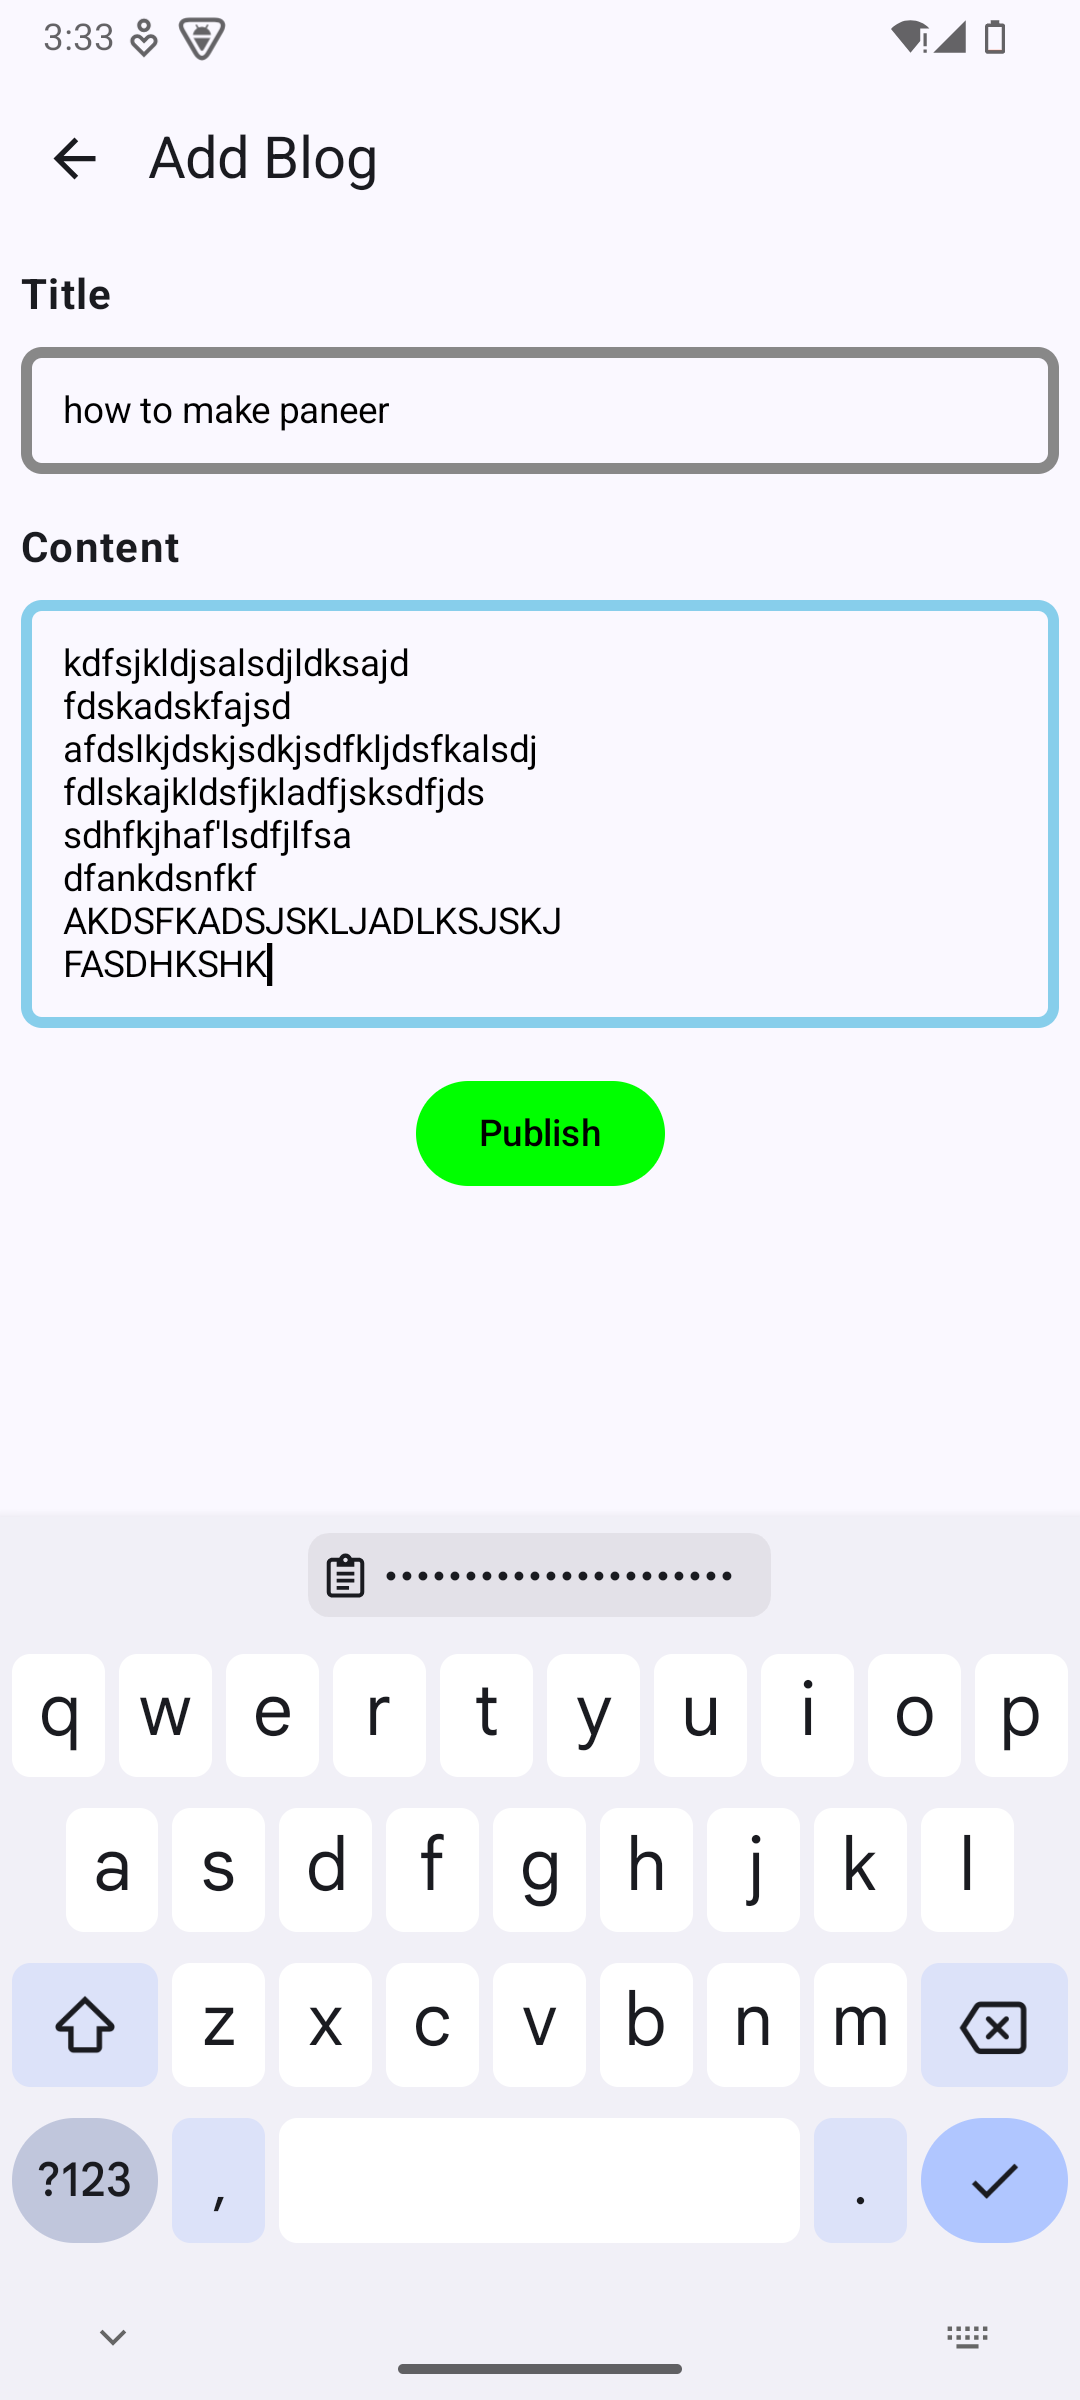 3:33
Add Blog
Title
how to make paneer
Content
kdfsjkldjsalsdjldksajd
fdskadskfajsd
afdslkjdskjsdkjsdfkljdsfkalsdj
fdlskajkldsfjkladfjsksdfjds
sdhfkjhaf'lsdfjlfsa
dfankdsnfkf
AKDSFKADSJSKLJADLKSJSKJ
FASDHKSHK
Publish
••••••••••••••••••••••
q w e r t y u i o p
a s d f g h j k l
z x c v b n m
?123 , .